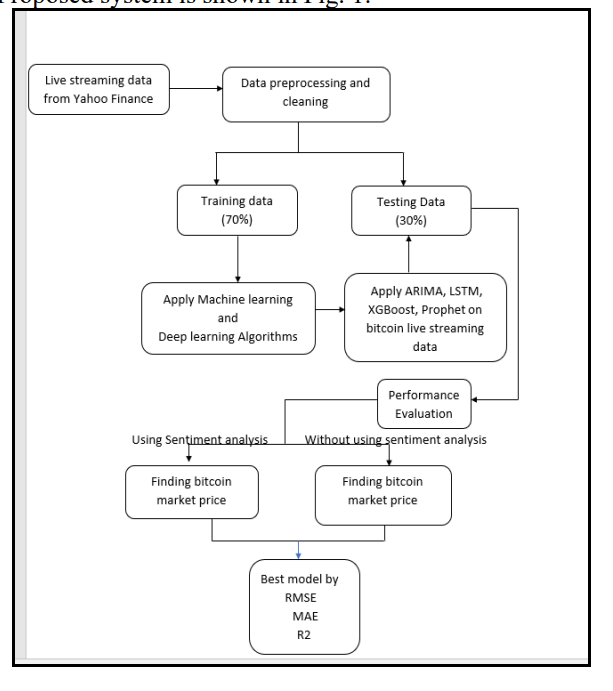 Proposed system is shown in Fig. 1.
Live streaming data
from Yahoo Finance
Data preprocessing and
cleaning
Training data
(70%)
Testing Data
(30%)
Apply Machine learning
and
Deep learning Algorithms
Apply ARIMA, LSTM,
XGBoost, Prophet on
bitcoin live streaming
data
Performance
Evaluation
Using Sentiment analysis
Without using sentiment analysis
Finding bitcoin
market price
Finding bitcoin
market price
Best model by
RMSE
MAE
R2